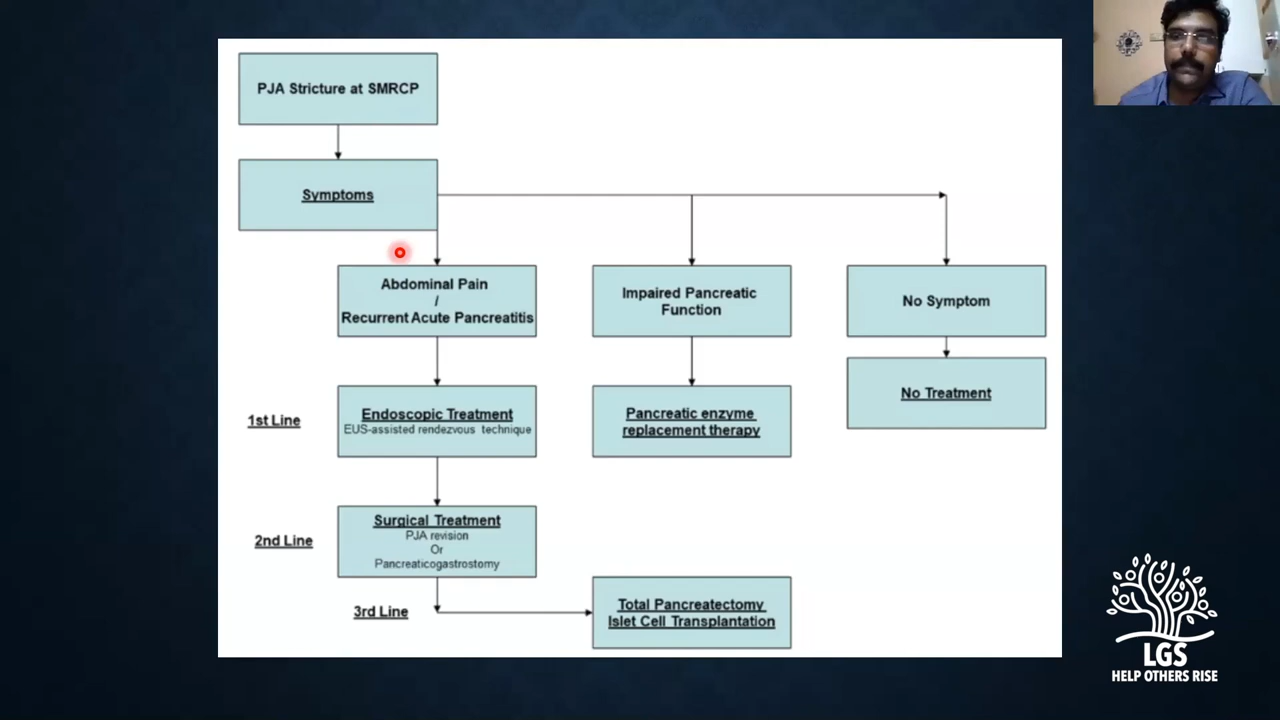 PJA Stricture at SMRCP
Symptoms
Abdominal Pain
/
Recurrent Acute Pancreatitis
Impaired Pancreatic
Function
No Symptom
No Treatment
1st Line
Endoscopic Treatment
EUS-assisted rendezvous technique
Pancreatic enzyme
replacement therapy
2nd Line
Surgical Treatment
PJA revision
Or
Pancreaticogastrostomy
3rd Line
Total Pancreatectomy
Islet Cell Transplantation
LGS
HELP OTHERS RISE